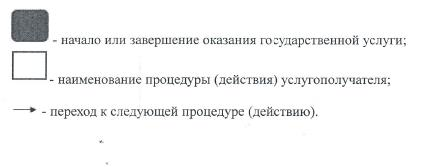 - начало или завершение оказания государственной услуги;
- наименование процедуры (действия) услугополучателя;
- переход к следующей процедуре (действию).